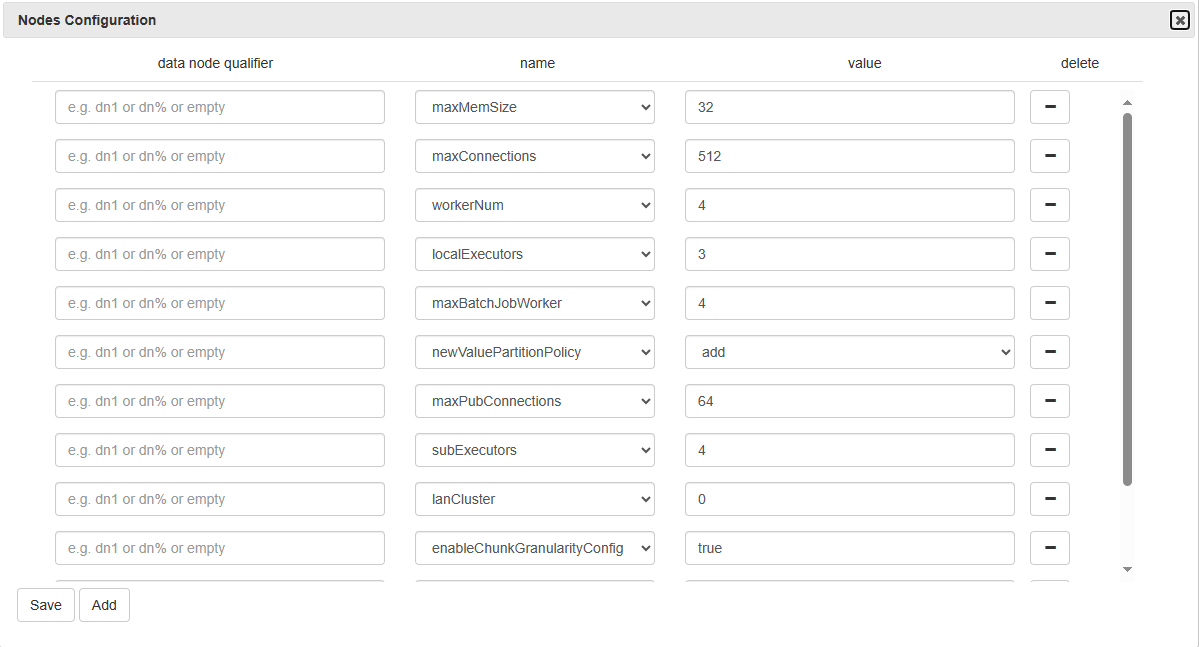 Nodes Configuration
data node qualifier name value delete
e.g. dn1 or dn% or empty maxMemSize 32
e.g. dn1 or dn% or empty maxConnections 512
e.g. dn1 or dn% or empty workerNum 4
e.g. dn1 or dn% or empty localExecutors 3
e.g. dn1 or dn% or empty maxBatchJobWorker 4
e.g. dn1 or dn% or empty newValuePartitionPolicy add
e.g. dn1 or dn% or empty maxPubConnections 64
e.g. dn1 or dn% or empty subExecutors 4
e.g. dn1 or dn% or empty lanCluster 0
e.g. dn1 or dn% or empty enableChunkGranularityConfig true
Save Add